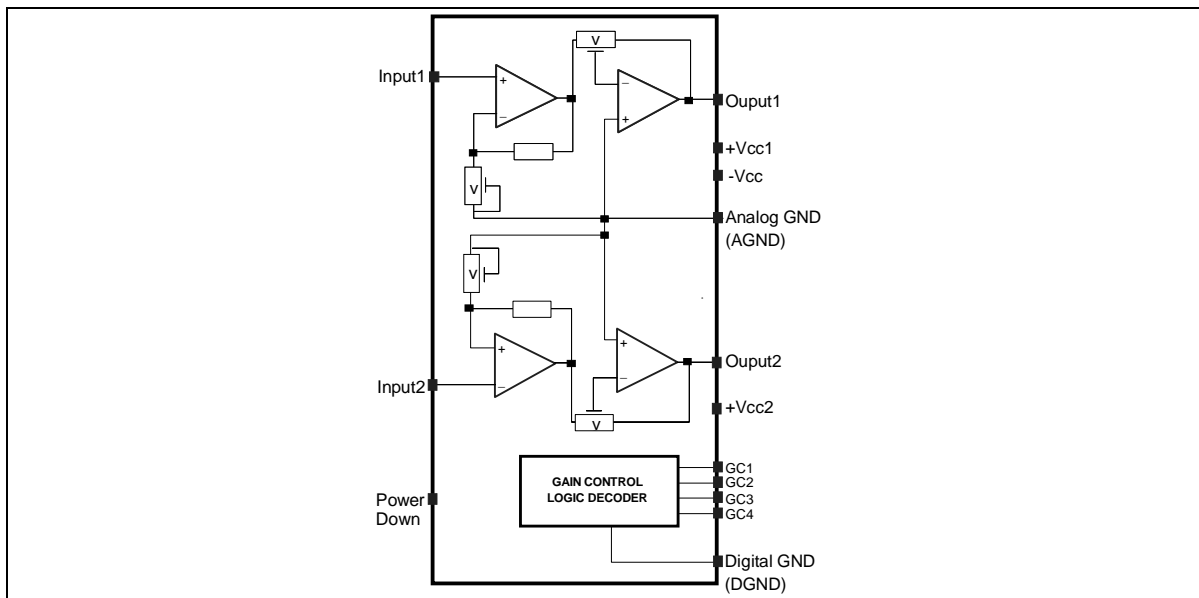 V
Input1
+
−
−
+
Ouput1
+Vcc1
-Vcc
V
Analog GND
(AGND)
V
+
−
Input2
+
−
Ouput2
V
+Vcc2
GAIN CONTROL
LOGIC DECODER
GC1
GC2
GC3
GC4
Power
Down
Digital GND
(DGND)